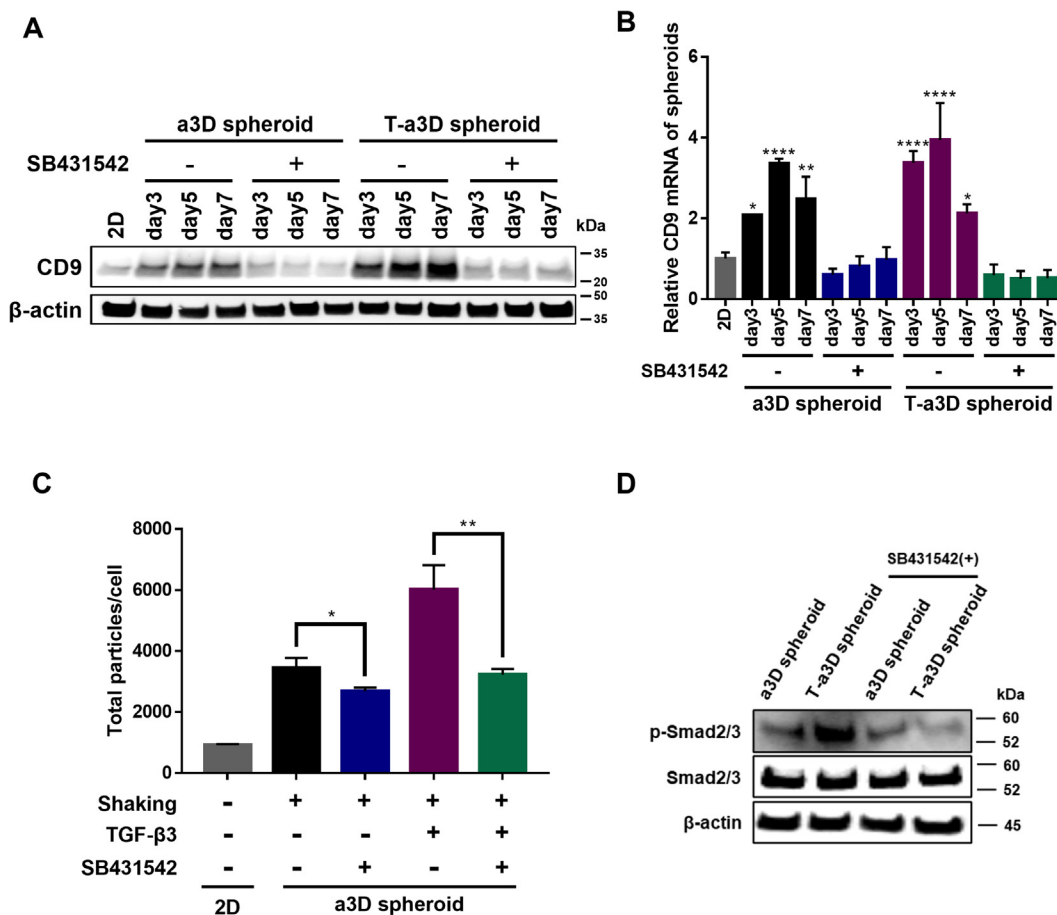 A
a3D spheroid T-a3D spheroid
SB431542 - + - +
2D day3 day5 day7 day3 day5 day7 day3 day5 day7 day3 day5 day7 kDa
CD9 35
20
β-actin 50
35
B
Relative CD9 mRNA of spheroids
6
4
2
0
* **** ** **** **** *
2D day3 day5 day7 day3 day5 day7 day3 day5 day7 day3 day5 day7
SB431542 - + - +
a3D spheroid T-a3D spheroid
C
Total particles/cell
8000
6000
4000
2000
0
* **
Shaking - + + + +
TGF-β3 - - - + +
SB431542 - - + - +
2D a3D spheroid
D
SB431542(+)
a3D spheroid T-a3D spheroid a3D spheroid T-a3D spheroid
kDa
p-Smad2/3 60
52
Smad2/3 60
52
β-actin 45